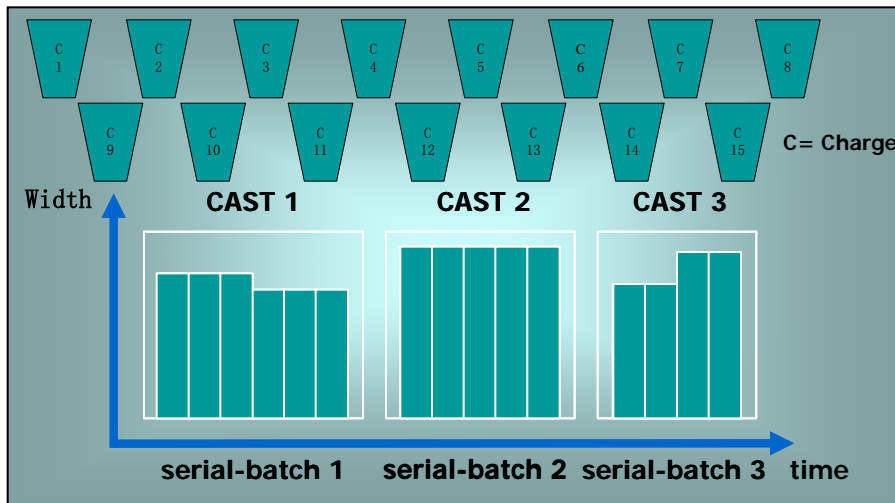 C
1
C
2
C
3
C
4
C
5
C
6
C
7
C
8
C
9
C
10
C
11
C
12
C
13
C
14
C
15
C= Charge
Width
CAST 1
CAST 2
CAST 3
serial-batch 1
serial-batch 2
serial-batch 3
time